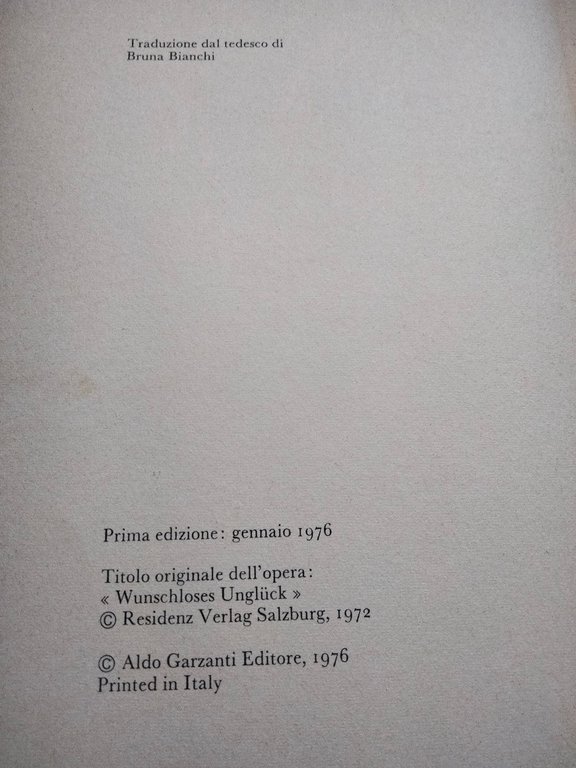 Traduzione dal tedesco di
Bruna Bianchi
Prima edizione: gennaio 1976
Titolo originale dell'opera:
« Wunschloses Unglück »
© Residenz Verlag Salzburg, 1972
© Aldo Garzanti Editore, 1976
Printed in Italy